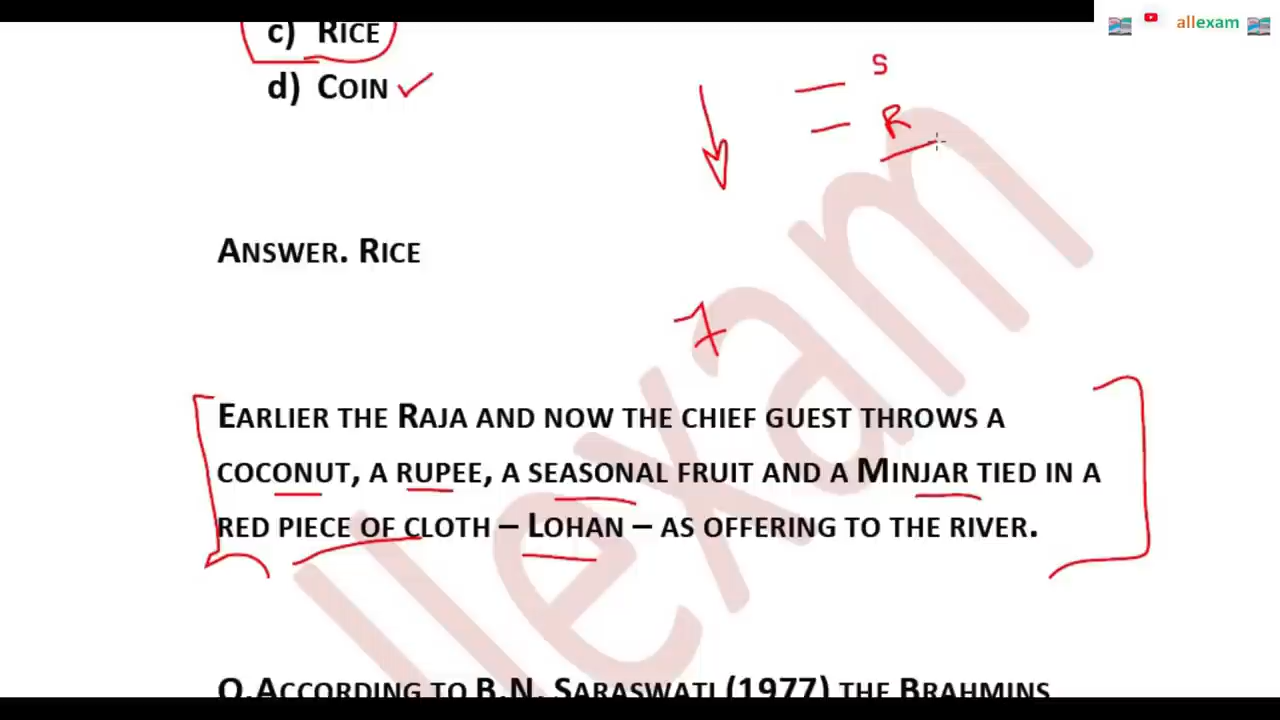 allexam
c) RICE
d) COIN
S
R
ANSWER. RICE
EARLIER THE RAJA AND NOW THE CHIEF GUEST THROWS A
COCONUT, A RUPEE, A SEASONAL FRUIT AND A MINJAR TIED IN A
RED PIECE OF CLOTH – LOHAN – AS OFFERING TO THE RIVER.
Q.ACCORDING TO B.N. SARASWATI (1977) THE BRAHMINS
llexam